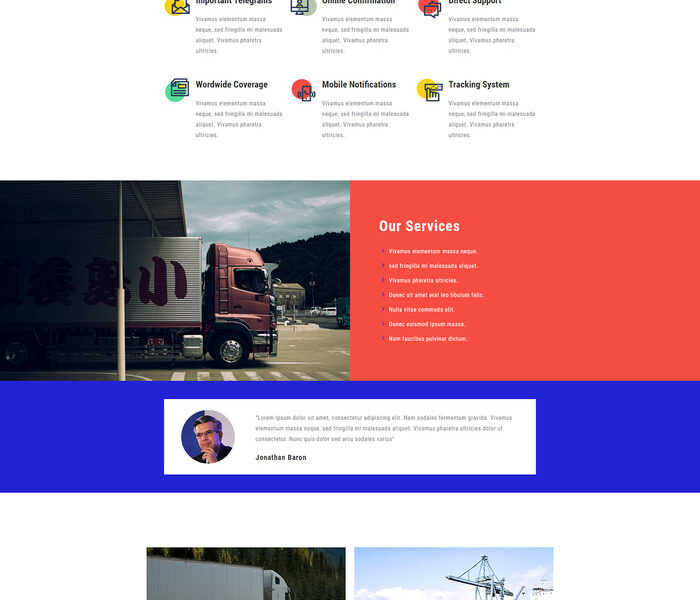 Important Telegrams
Online Confirmation
Direct Support
Vivamus elementum massa
neque, sed fringilla mi malesuada
aliquet. Vivamus pharetra
ultricies.
Vivamus elementum massa
neque, sed fringilla mi malesuada
aliquet. Vivamus pharetra
ultricies.
Vivamus elementum massa
neque, sed fringilla mi malesuada
aliquet. Vivamus pharetra
ultricies.
Wordwide Coverage
Vivamus elementum massa
neque, sed fringilla mi malesuada
aliquet. Vivamus pharetra
ultricies.
Mobile Notifications
Vivamus elementum massa
neque, sed fringilla mi malesuada
aliquet. Vivamus pharetra
ultricies.
Tracking System
Vivamus elementum massa
neque, sed fringilla mi malesuada
aliquet. Vivamus pharetra
ultricies.
小
Our Services
Vivamus elementum massa neque.
sed fringilla mi malesuada aliquet.
Vivamus pharetra ultricies.
Donec sit amet erat leo tibulum felis.
Nulla vitae commodo elit.
Donec euismod ipsum massa.
Nam faucibus pulvinar dictum.
"Lorem ipsum dolor sit amet, consectetur adipiscing elit. Nam sodales fermentum gravida. Vivamus
elementum massa neque, sed fringilla mi malesuada aliquet. Vivamus pharetra ultricies dolor ut
consectetur. Nunc quis dolor sed arcu sodales varius"
Jonathan Baron